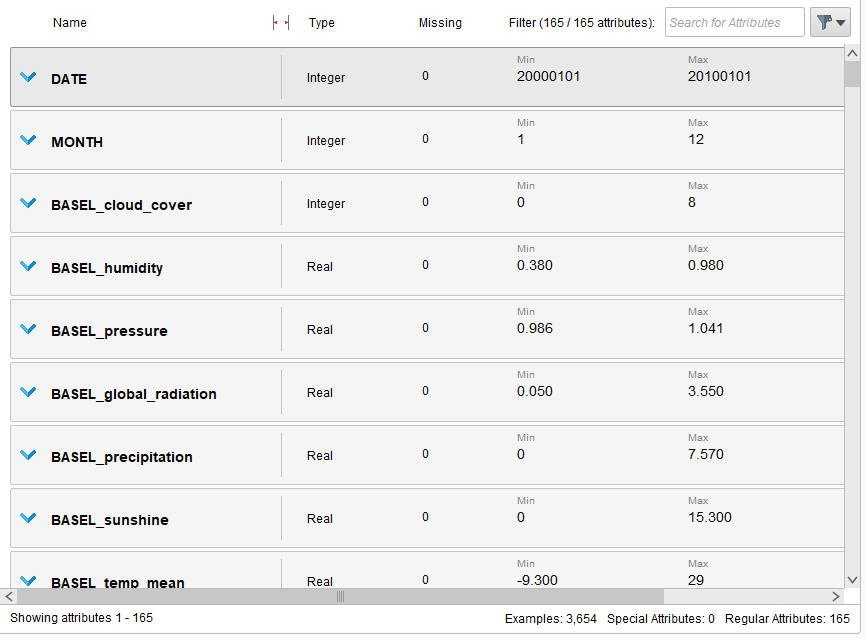 Name Type Missing Filter (165 / 165 attributes): Search for Attributes
Min Max
DATE Integer 0 20000101 20100101
Min Max
MONTH Integer 0 1 12
Min Max
BASEL_cloud_cover Integer 0 0 8
Min Max
BASEL_humidity Real 0 0.380 0.980
Min Max
BASEL_pressure Real 0 0.986 1.041
Min Max
BASEL_global_radiation Real 0 0.050 3.550
Min Max
BASEL_precipitation Real 0 0 7.570
Min Max
BASEL_sunshine Real 0 0 15.300
Min Max
BASEL_temp_mean Real 0 -9.300 29
Showing attributes 1 - 165 Examples: 3,654 Special Attributes: 0 Regular Attributes: 165